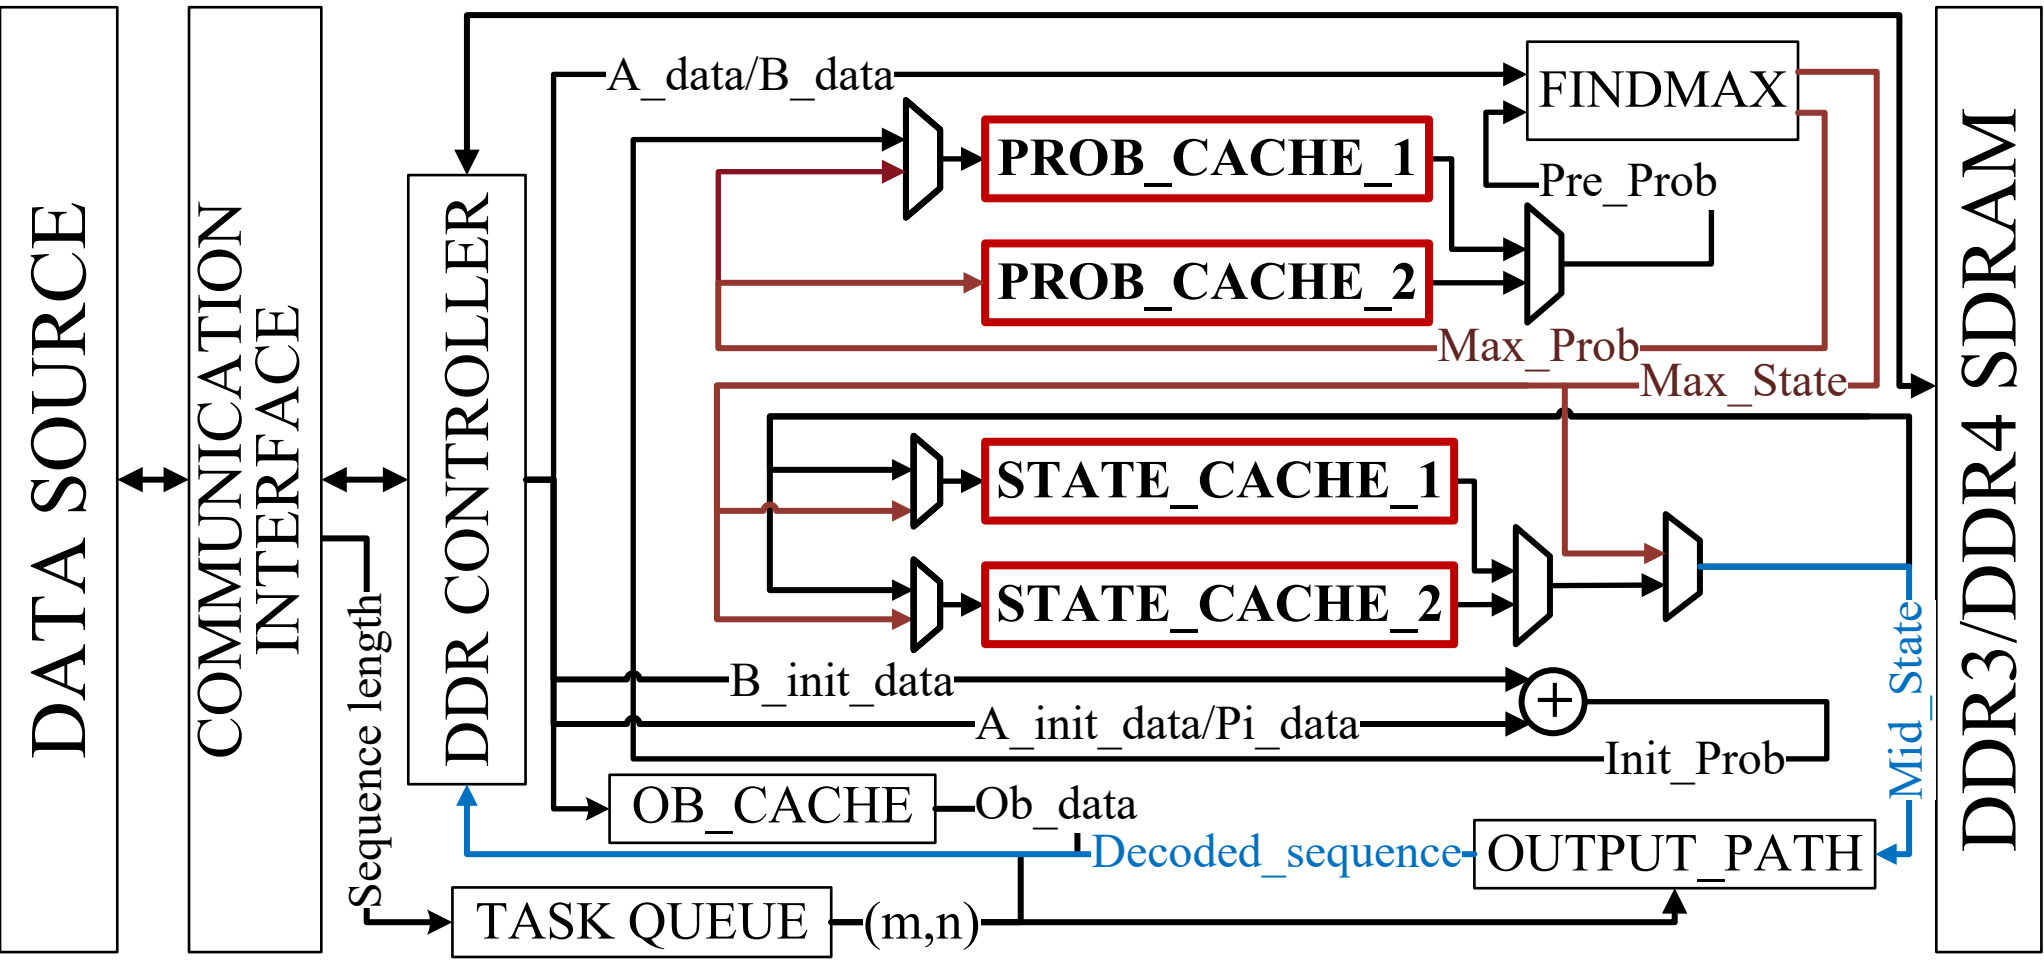 DATA SOURCE
COMMUNICATION
INTERFACE
Sequence length
DDR CONTROLLER
A_data/B_data
FINDMAX
PROB_CACHE_1
Pre_Prob
PROB_CACHE_2
Max_Prob
Max_State
STATE_CACHE_1
STATE_CACHE_2
B_init_data
+
A_init_data/Pi_data
Init_Prob
Mid_State
OB_CACHE
Ob_data
Decoded_sequence
OUTPUT_PATH
TASK QUEUE
(m,n)
DDR3/DDR4 SDRAM